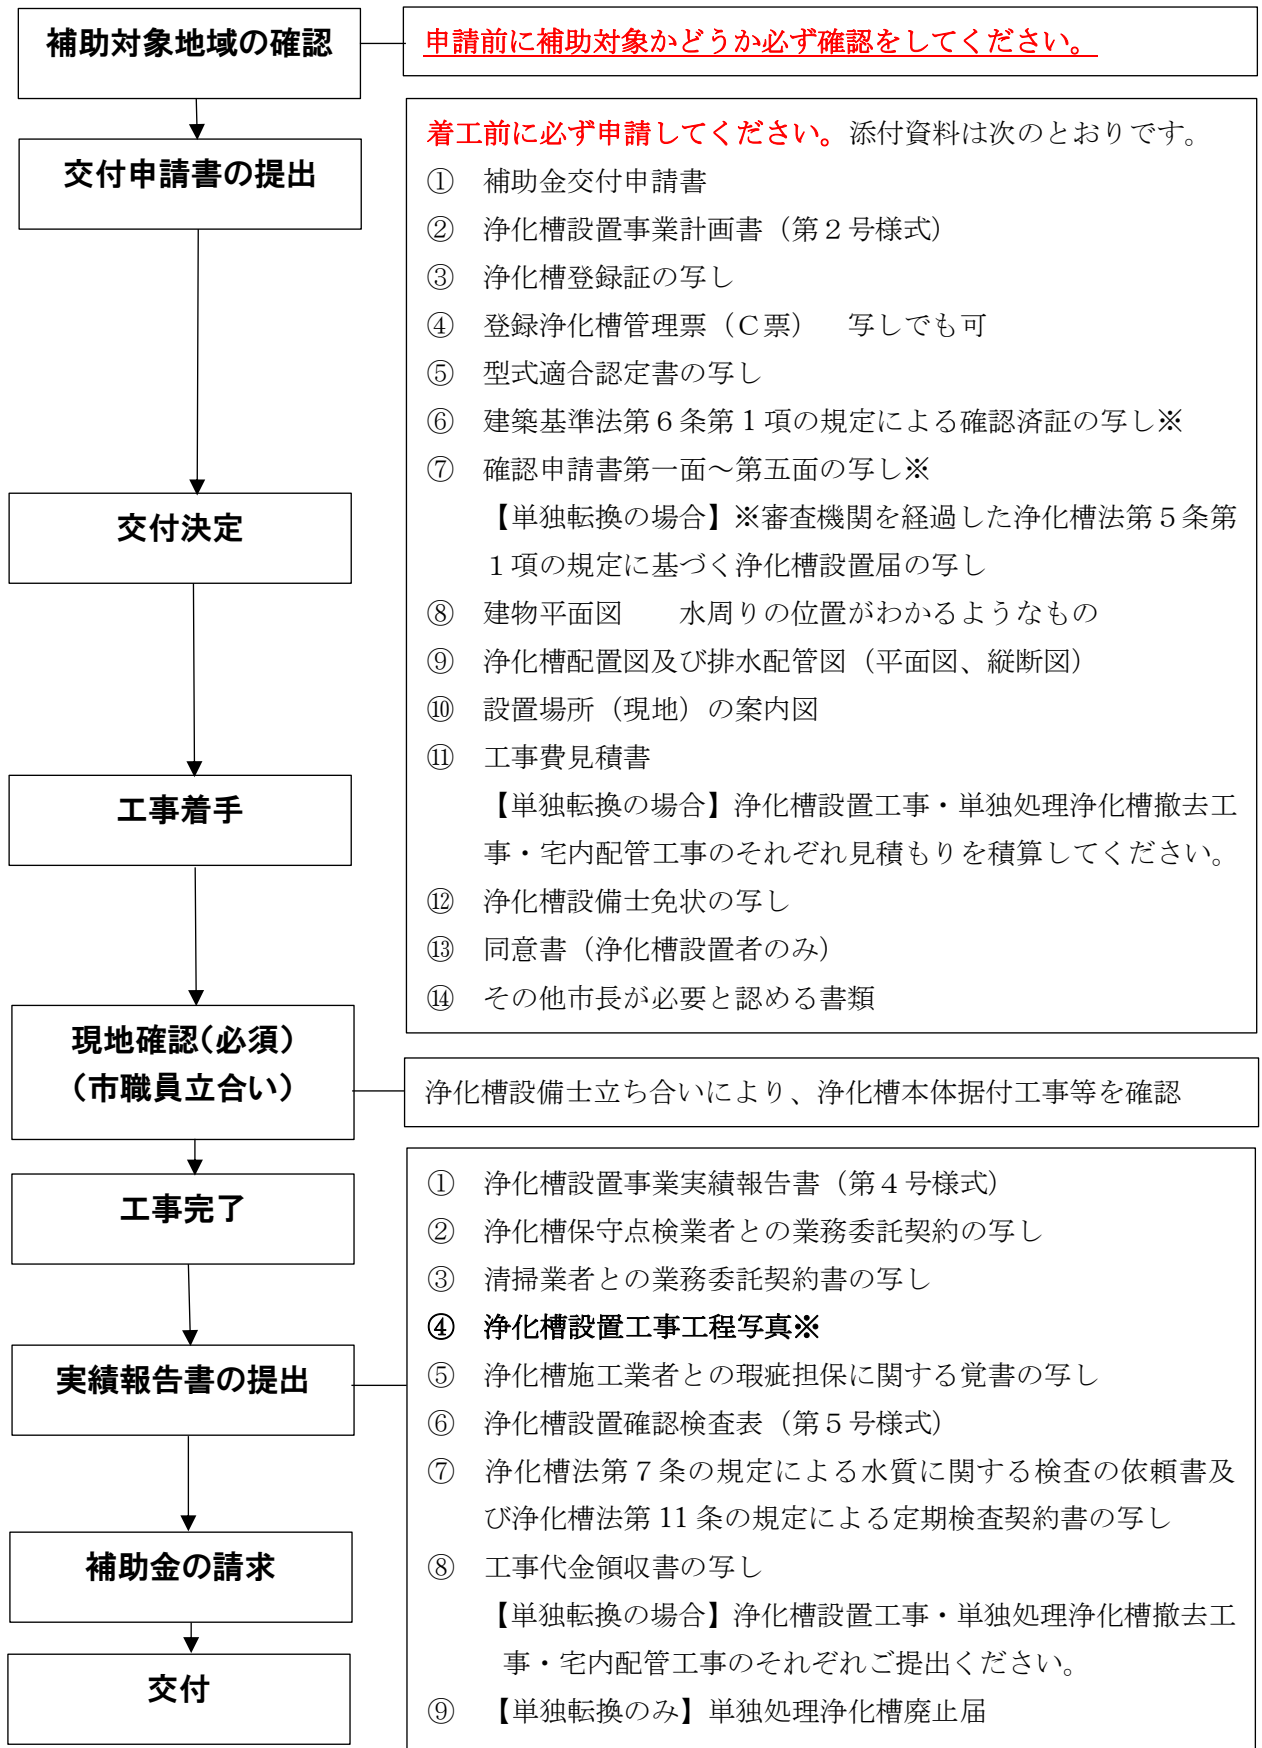 補助対象地域の確認
申請前に補助対象かどうか必ず確認をしてください。
交付申請書の提出
着工前に必ず申請してください。添付資料は次のとおりです。
① 補助金交付申請書
② 浄化槽設置事業計画書（第２号様式）
③ 浄化槽登録証の写し
④ 登録浄化槽管理票（Ｃ票） 写しでも可
⑤ 型式適合認定書の写し
⑥ 建築基準法第６条第１項の規定による確認済証の写し※
⑦ 確認申請書第一面～第五面の写し※
【単独転換の場合】※審査機関を経過した浄化槽法第５条第
１項の規定に基づく浄化槽設置届の写し
⑧ 建物平面図 水周りの位置がわかるようなもの
⑨ 浄化槽配置図及び排水配管図（平面図、縦断図）
⑩ 設置場所（現地）の案内図
⑪ 工事費見積書
【単独転換の場合】浄化槽設置工事・単独処理浄化槽撤去工
事・宅内配管工事のそれぞれ見積もりを積算してください。
⑫ 浄化槽設備士免状の写し
⑬ 同意書（浄化槽設置者のみ）
⑭ その他市長が必要と認める書類
交付決定
工事着手
現地確認（必須）
（市職員立合い）
浄化槽設備士立ち合いにより、浄化槽本体据付工事等を確認
工事完了
実績報告書の提出
① 浄化槽設置事業実績報告書（第４号様式）
② 浄化槽保守点検業者との業務委託契約の写し
③ 清掃業者との業務委託契約書の写し
④ 浄化槽設置工事工程写真※
⑤ 浄化槽施工業者との瑕疵担保に関する覚書の写し
⑥ 浄化槽設置確認検査表（第５号様式）
⑦ 浄化槽法第７条の規定による水質に関する検査の依頼書及
び浄化槽法第 11 条の規定による定期検査契約書の写し
⑧ 工事代金領収書の写し
【単独転換の場合】浄化槽設置工事・単独処理浄化槽撤去工
事・宅内配管工事のそれぞれご提出ください。
⑨ 【単独転換のみ】単独処理浄化槽廃止届
補助金の請求
交付